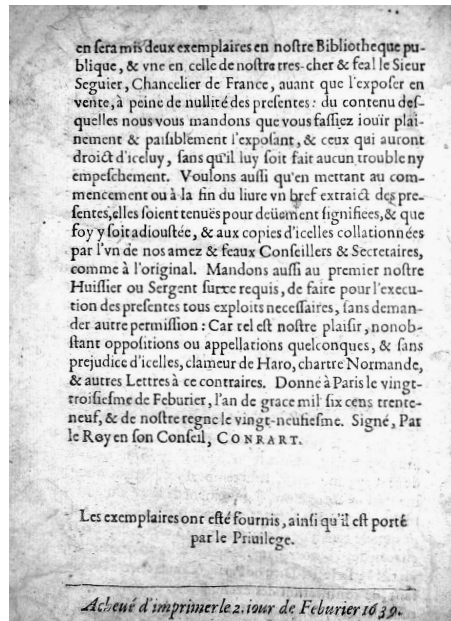 en ſera mis deux exemplaires en noſtre Bibliotheque pu-
blique, & vne en celle de noſtre tres-cher & feal le Sieur
Seguier, Chancelier de France, auant que l'expoſer en
vente, à peine de nullité des preſentes : du contenu deſ-
quelles nous vous mandons que vous faſſiez iouïr plai-
nement & paiſiblement l'expoſant, & ceux qui auront
droict d'iceluy, ſans qu'il luy ſoit fait aucun trouble ny
empeſchement. Voulons auſſi qu'en mettant au com-
mencement ou à la fin du liure vn bref extraict des pre-
ſentes, elles ſoient tenuës pour deüement ſignifiees, & que
foy y ſoit adiouſtée, & aux copies d'icelles collationnées
par l'vn de nos amez & feaux Conſeillers & Secretaires,
comme à l'original. Mandons auſſi au premier noſtre
Huiſſier ou Sergent ſur ce requis, de faire pour l'execu-
tion des preſentes tous exploits neceſſaires, ſans deman-
der autre permiſſion : Car tel est noſtre plaiſir, nonob-
ſtant oppoſitions ou appellations quelconques, & ſans
prejudice d'icelles, clameur de Haro, chartre Normande,
& autres Lettres à ce contraires. Donné à Paris le vingt-
troiſieſme de Feburier, l'an de grace mil ſix cens trente-
neuf, & de noſtre regne le vingt-neufieſme. Signé, Par
le Roy en ſon Conſeil, CONRART.
Les exemplaires ont eſté fournis, ainſi qu'il eſt porté
par le Priuilege.
Acheué d'imprimer le 2. iour de Feburier 1639.